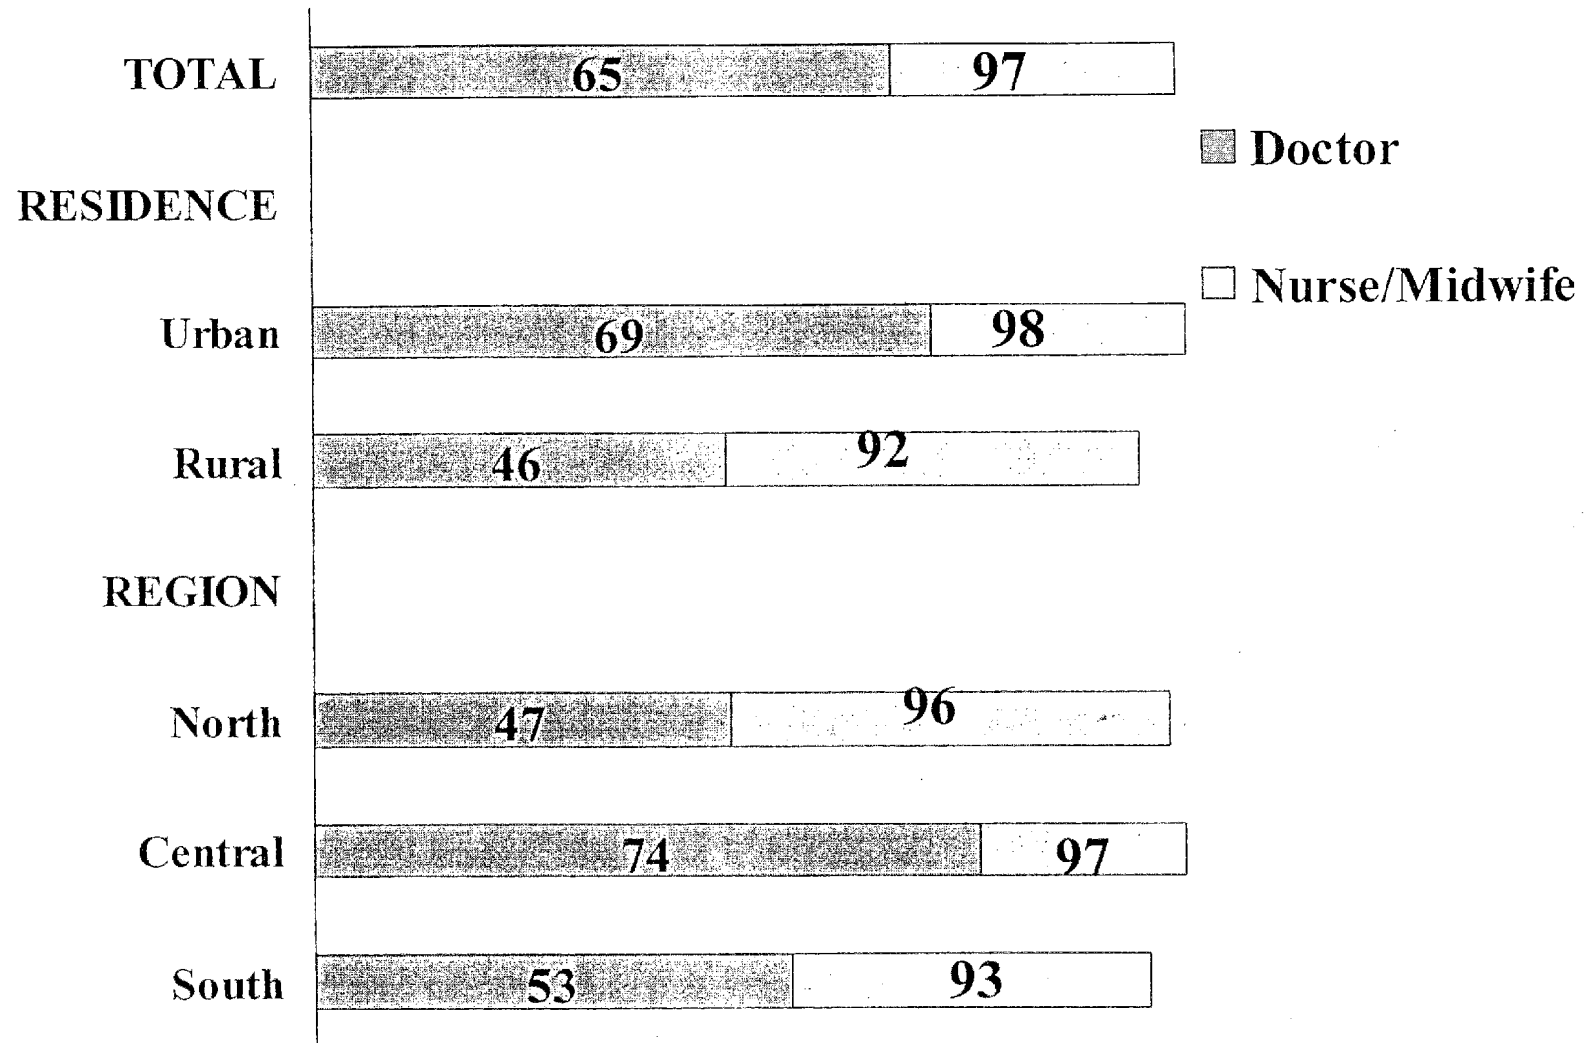 TOTAL 65 97
Doctor
RESIDENCE
Nurse/Midwife
Urban 69 98
Rural 46 92
REGION
North 47 96
Central 74 97
South 53 93